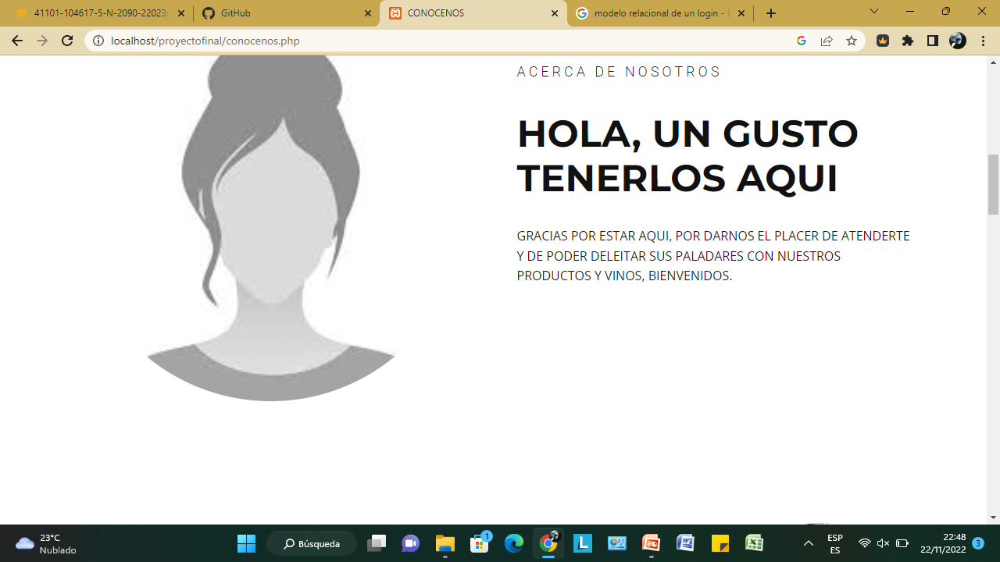 41101-104617-5-N-2090-22023
GitHub
CONOCENOS
modelo relacional de un login -
localhost/proyectofinal/conocenos.php
ACERCA DE NOSOTROS
HOLA, UN GUSTO
TENERLOS AQUI
GRACIAS POR ESTAR AQUI, POR DARNOS EL PLACER DE ATENDERTE
Y DE PODER DELEITAR SUS PALADARES CON NUESTROS
PRODUCTOS Y VINOS, BIENVENIDOS.
23°C
Nublado
Búsqueda
1
L
ESP
ES
22:48
22/11/2022
3